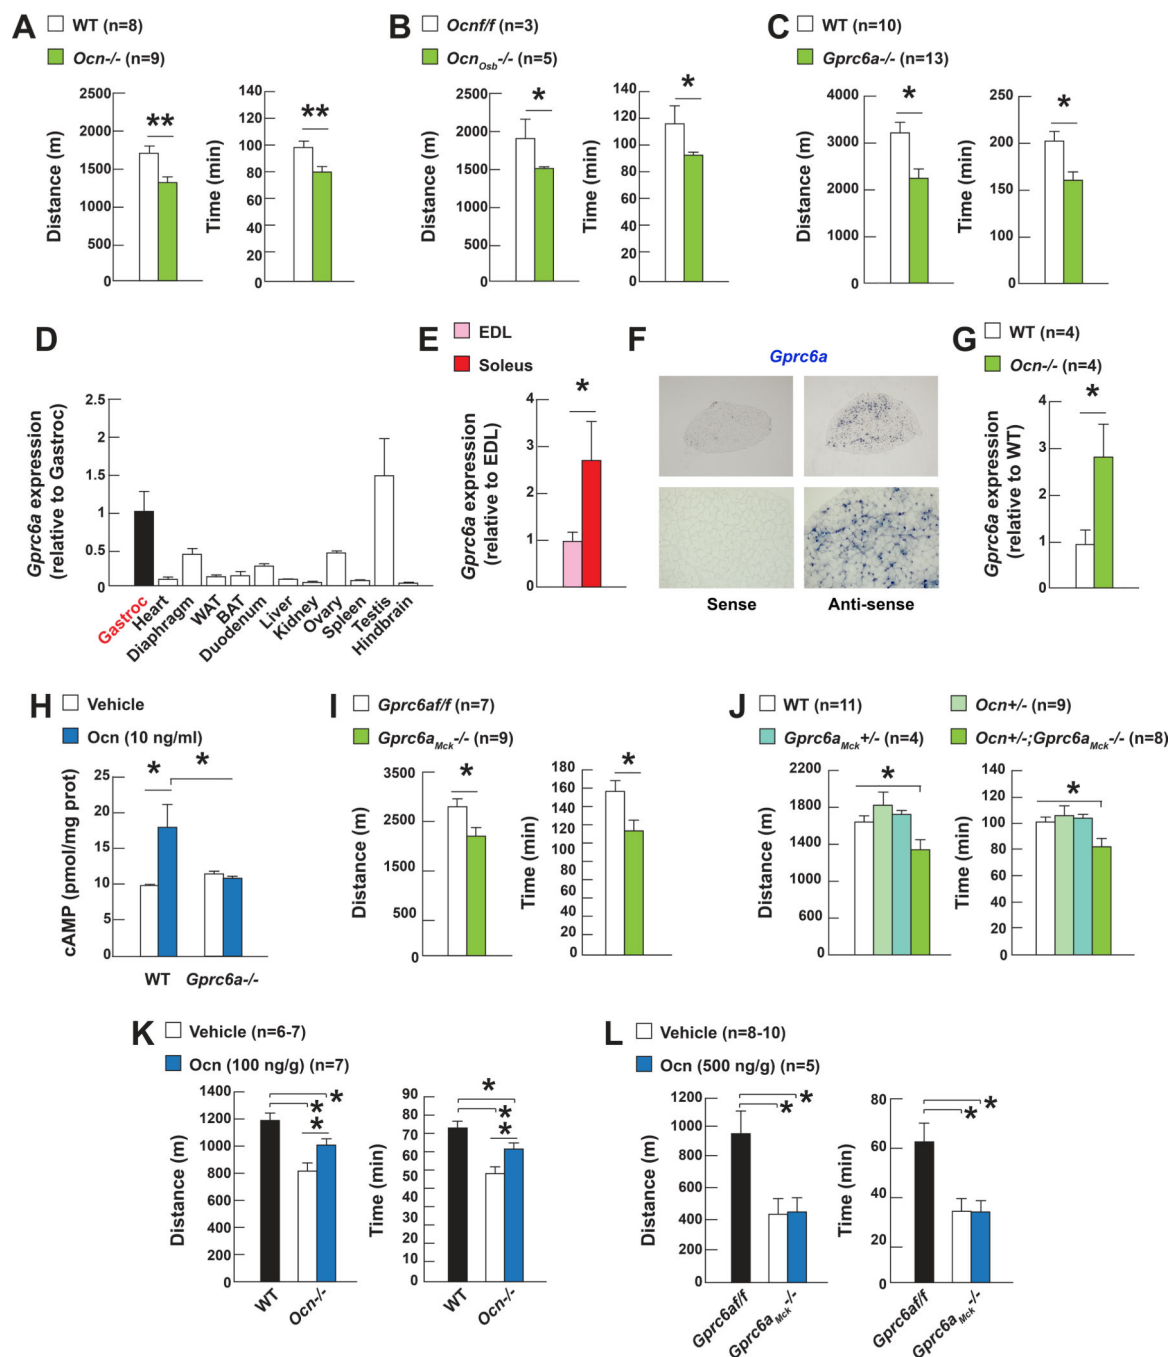 A
WT (n=8)
Ocn-/- (n=9)
Distance (m)
2500
2000
1500
1000
500
0
**
Time (min)
140
120
100
80
60
40
20
0
**
B
Ocnf/f (n=3)
OcnOsb-/- (n=5)
Distance (m)
2500
2000
1500
1000
500
0
*
Time (min)
140
120
100
80
60
40
20
0
*
C
WT (n=10)
Gprc6a-/- (n=13)
Distance (m)
4000
3000
2000
1000
0
*
Time (min)
200
150
100
50
0
*
D
Gprc6a expression
(relative to Gastroc)
2.5
2
1.5
1
0.5
0
Gastroc
Heart
Diaphragm
WAT
BAT
Duodenum
Liver
Kidney
Ovary
Spleen
Testis
Hindbrain
E
EDL
Soleus
Gprc6a expression
(relative to EDL)
4
3
2
1
0
*
F
Gprc6a
Sense
Anti-sense
G
WT (n=4)
Ocn-/- (n=4)
Gprc6a expression
(relative to WT)
4
3
2
1
0
*
H
Vehicle
Ocn (10 ng/ml)
cAMP (pmol/mg prot)
25
20
15
10
5
0
*
*
WT
Gprc6a-/-
I
Gprc6af/f (n=7)
Gprc6aMck-/- (n=9)
Distance (m)
3500
2500
1500
500
0
*
Time (min)
180
160
140
120
100
80
60
40
20
0
*
J
WT (n=11)
Ocn+/- (n=9)
Gprc6aMck+/- (n=4)
Ocn+/-;Gprc6aMck-/- (n=8)
Distance (m)
2200
1800
1400
1000
600
0
*
Time (min)
140
120
100
80
60
40
20
0
*
K
Vehicle (n=6-7)
Ocn (100 ng/g) (n=7)
Distance (m)
1400
1200
1000
800
600
400
200
0
*
*
*
WT
Ocn-/-
Time (min)
90
80
70
60
50
40
30
20
10
0
*
*
*
WT
Ocn-/-
L
Vehicle (n=8-10)
Ocn (500 ng/g) (n=5)
Distance (m)
1200
1000
800
600
400
200
0
*
*
Gprc6af/f
Gprc6aMck-/-
Time (min)
80
60
40
20
0
*
*
Gprc6af/f
Gprc6aMck-/-